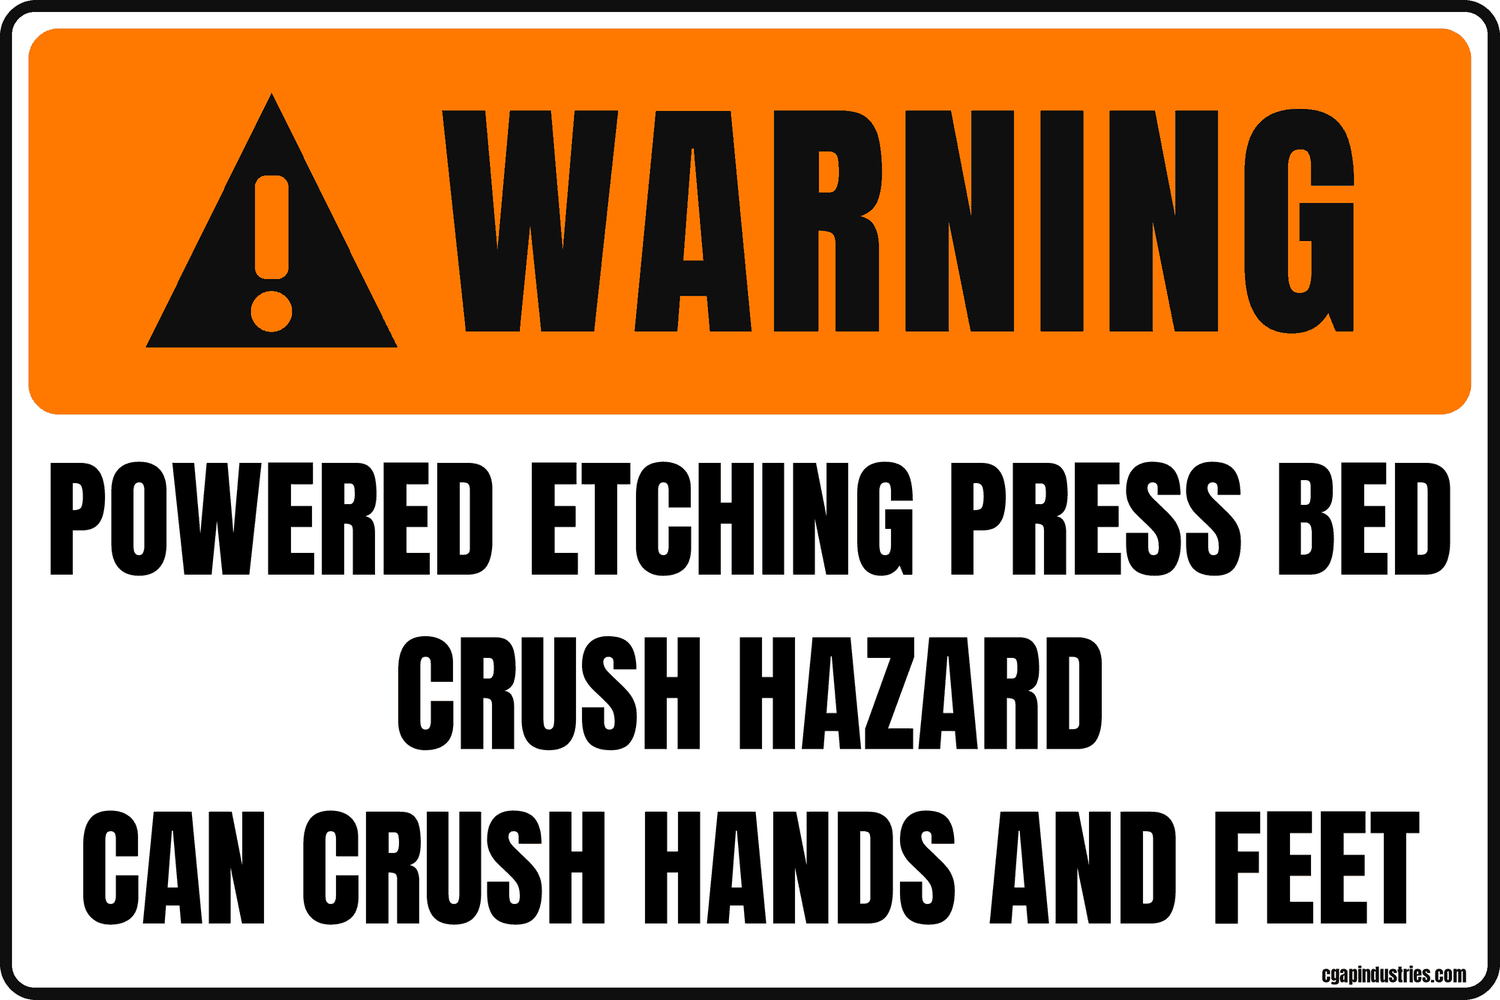 WARNING
POWERED ETCHING PRESS BED
CRUSH HAZARD
CAN CRUSH HANDS AND FEET
cgapindustries.com